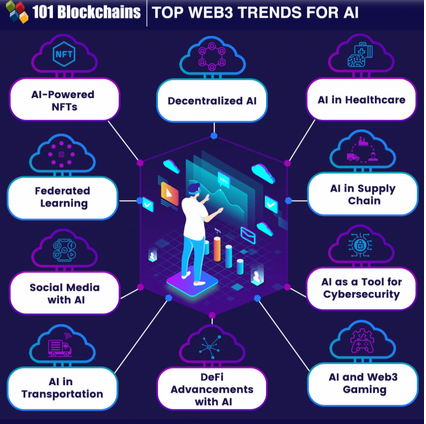 101 Blockchains
TOP WEB3 TRENDS FOR AI
NFT
AI-Powered
NFTs
Decentralized AI
AI in Healthcare
Federated
Learning
AI in Supply
Chain
Social Media
with AI
AI as a Tool for
Cybersecurity
AI in
Transportation
DeFi
Advancements
with AI
AI and Web3
Gaming